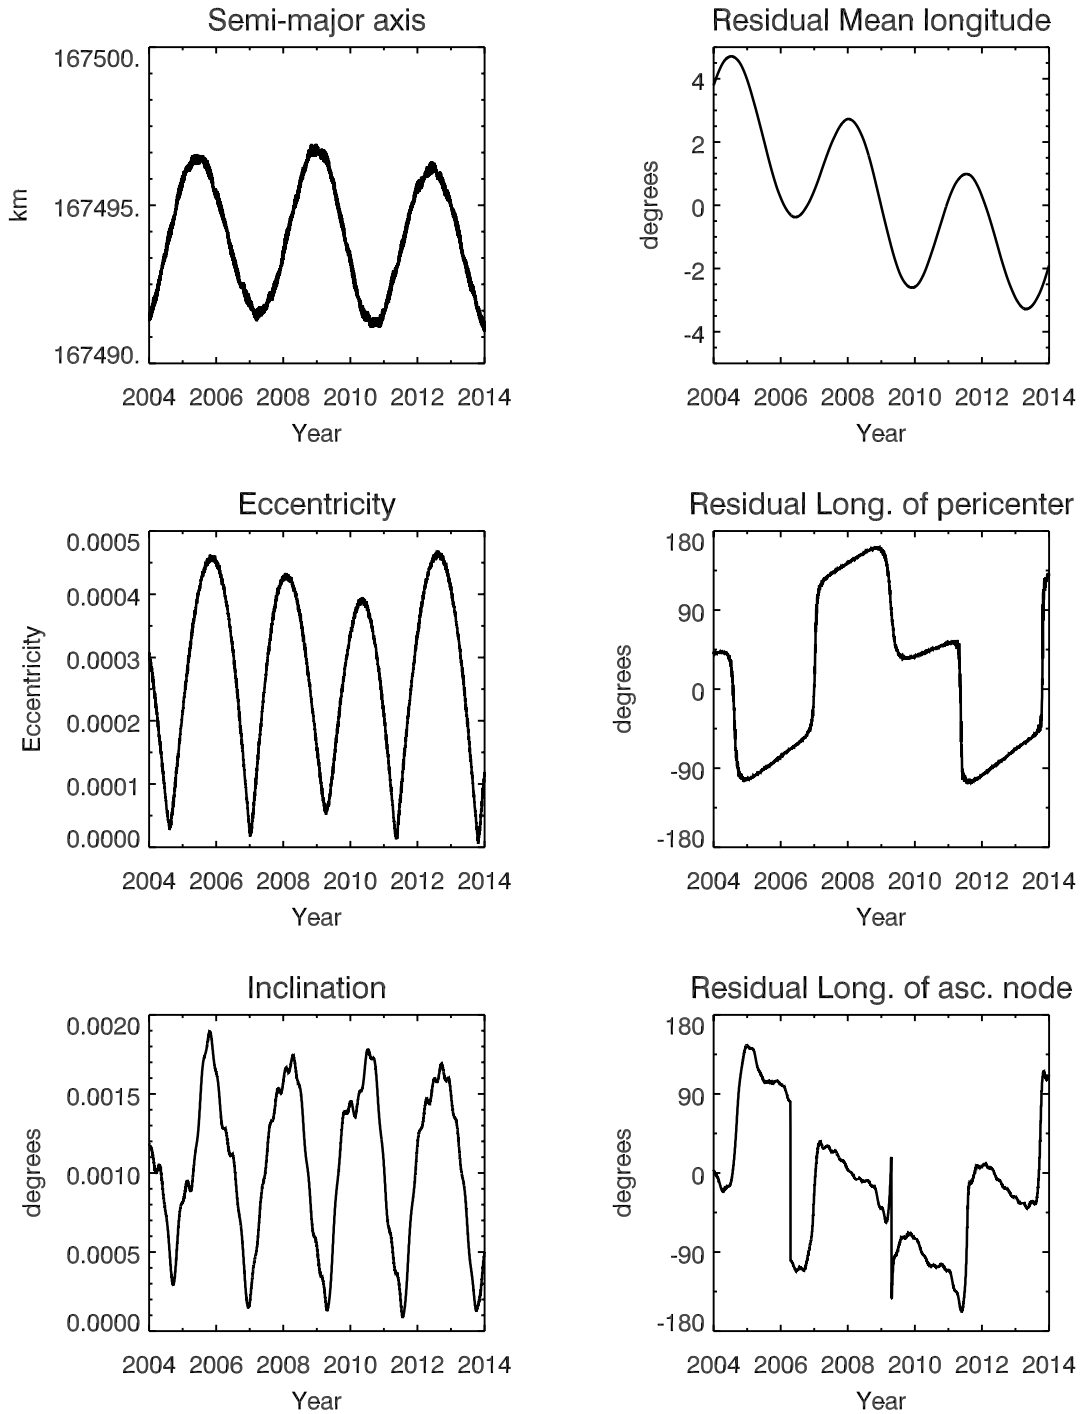 Semi-major axis
167500.
167495.
167490.
km
2004 2006 2008 2010 2012 2014
Year
Residual Mean longitude
4
2
0
-2
-4
degrees
2004 2006 2008 2010 2012 2014
Year
Eccentricity
0.0005
0.0004
0.0003
0.0002
0.0001
0.0000
Eccentricity
2004 2006 2008 2010 2012 2014
Year
Residual Long. of pericenter
180
90
0
-90
-180
degrees
2004 2006 2008 2010 2012 2014
Year
Inclination
0.0020
0.0015
0.0010
0.0005
0.0000
degrees
2004 2006 2008 2010 2012 2014
Year
Residual Long. of asc. node
180
90
0
-90
-180
degrees
2004 2006 2008 2010 2012 2014
Year